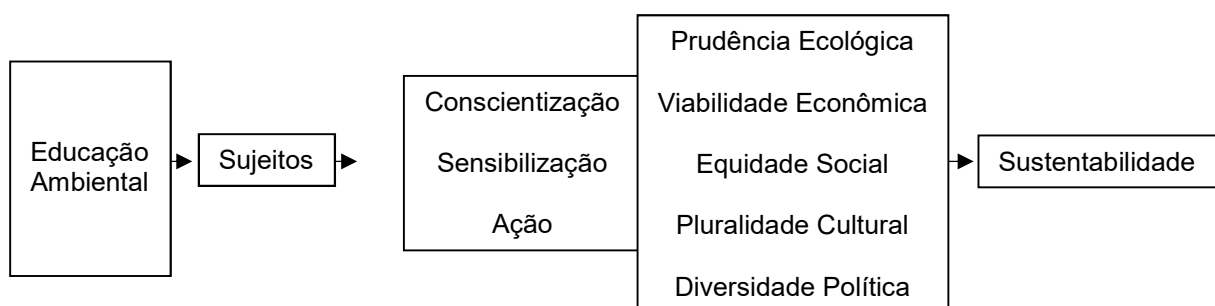 Educação
Ambiental
Sujeitos
Conscientização
Sensibilização
Ação
Prudência Ecológica
Viabilidade Econômica
Equidade Social
Pluralidade Cultural
Diversidade Política
Sustentabilidade